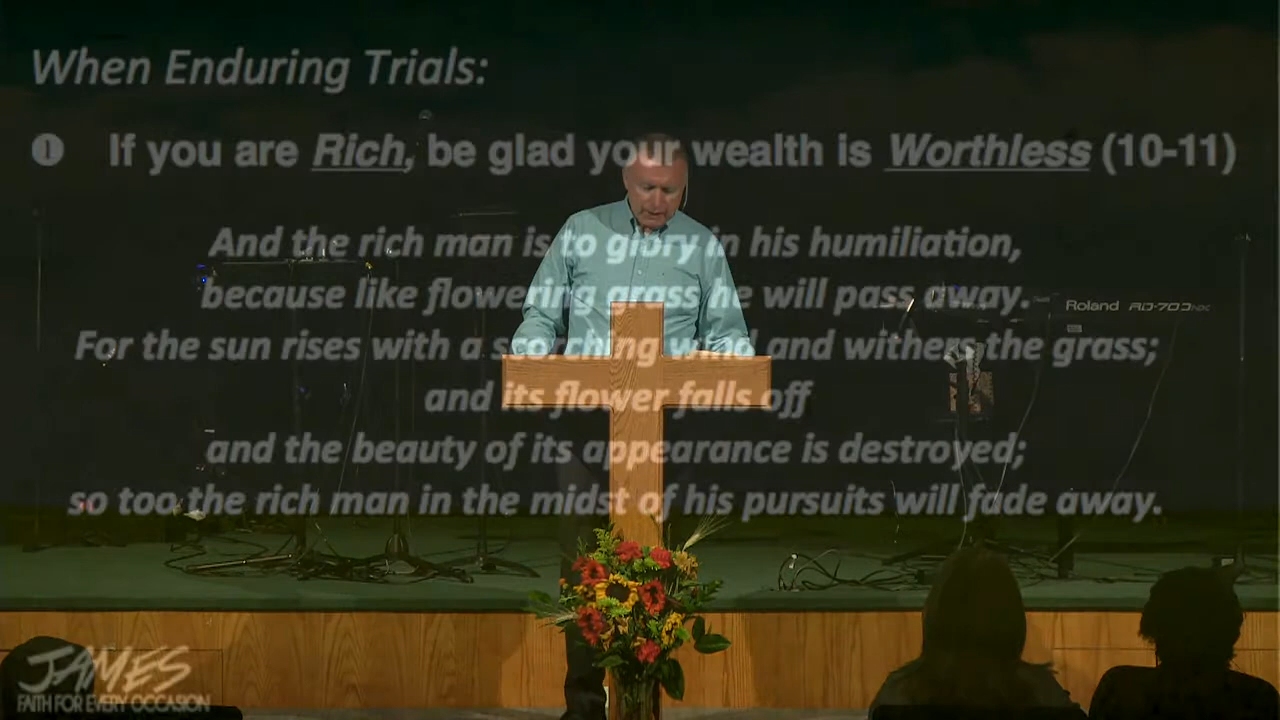 When Enduring Trials:
❶ If you are Rich, be glad your wealth is Worthless (10-11)
And the rich man is to glory in his humiliation,
because like flowering grass he will pass away.
For the sun rises with a scorching wind and withers the grass;
and its flower falls off
and the beauty of its appearance is destroyed;
so too the rich man in the midst of his pursuits will fade away.
Roland RD-700NX
JAMES
FAITH FOR EVERY OCCASION